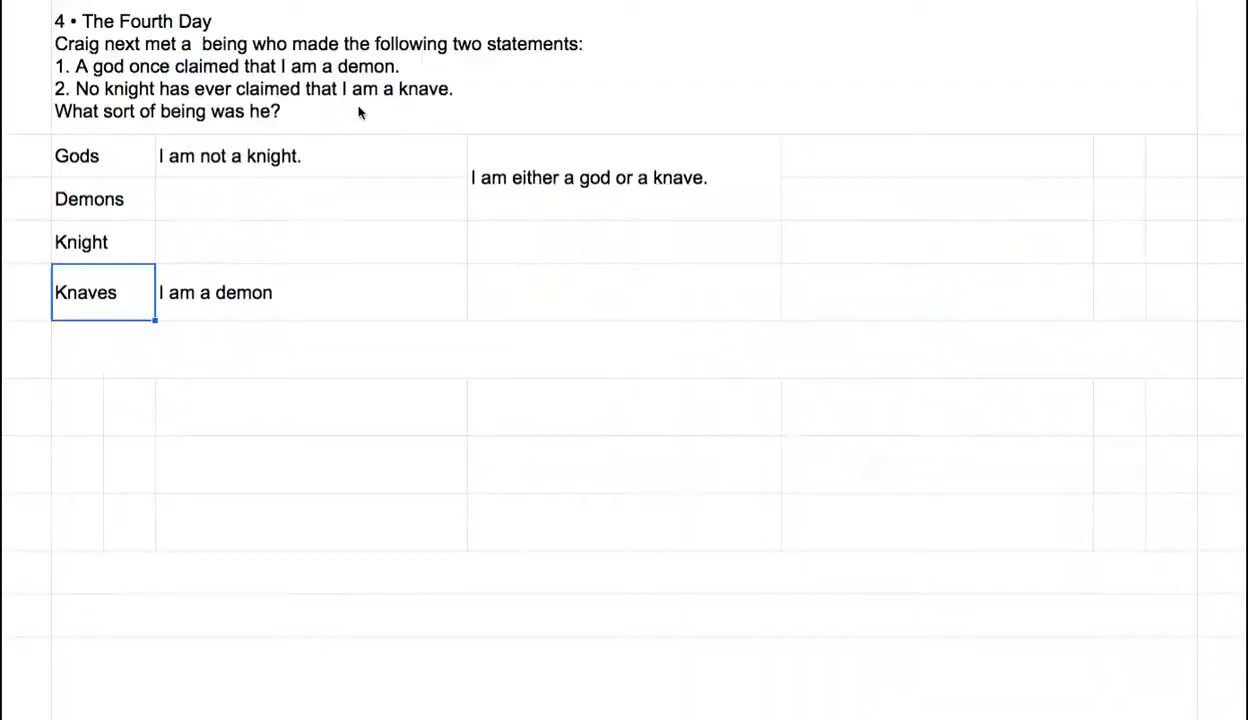 4 • The Fourth Day
Craig next met a  being who made the following two statements:
1. A god once claimed that I am a demon.
2. No knight has ever claimed that I am a knave.
What sort of being was he?
Gods
I am not a knight.
I am either a god or a knave.
Demons
Knight
Knaves
I am a demon